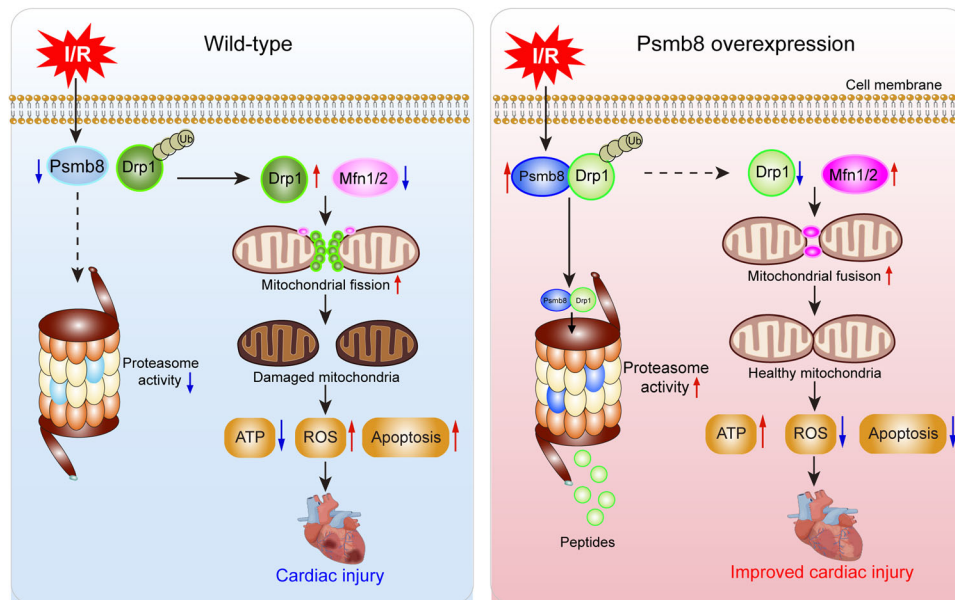 Wild-type
I/R
Psmb8
Drp1
Ub
Drp1
Mfn1/2
Mitochondrial fission
Proteasome
activity
Damaged mitochondria
ATP
ROS
Apoptosis
Cardiac injury
Psmb8 overexpression
I/R
Cell membrane
Psmb8
Drp1
Ub
Drp1
Mfn1/2
Mitochondrial fusison
Psmb8
Drp1
Proteasome
activity
Healthy mitochondria
ATP
ROS
Apoptosis
Peptides
Improved cardiac injury